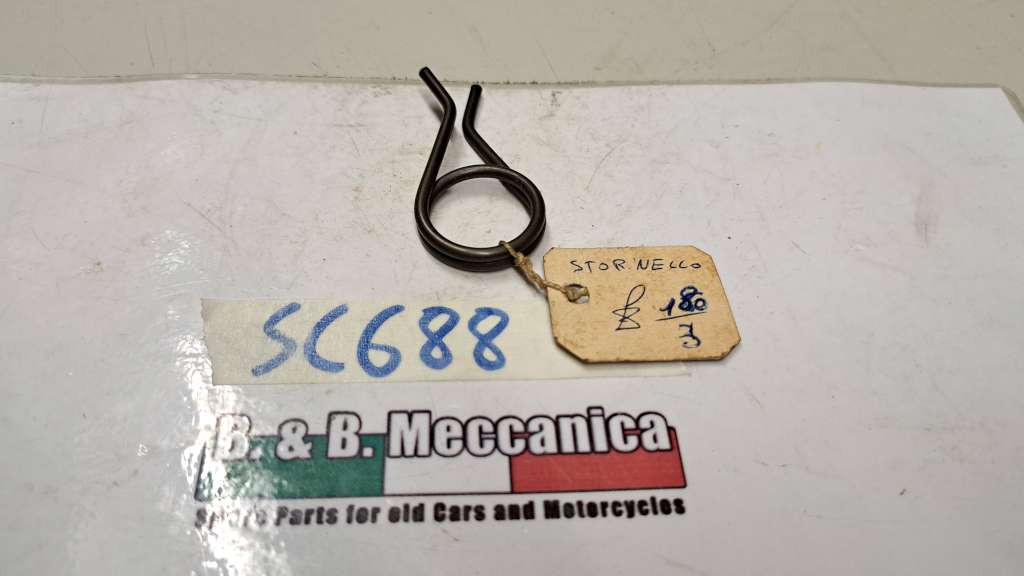 STOR.NELLO
£ 180
3
SC688
B. & B. Meccanica
Spare Parts for old Cars and Motorcycles